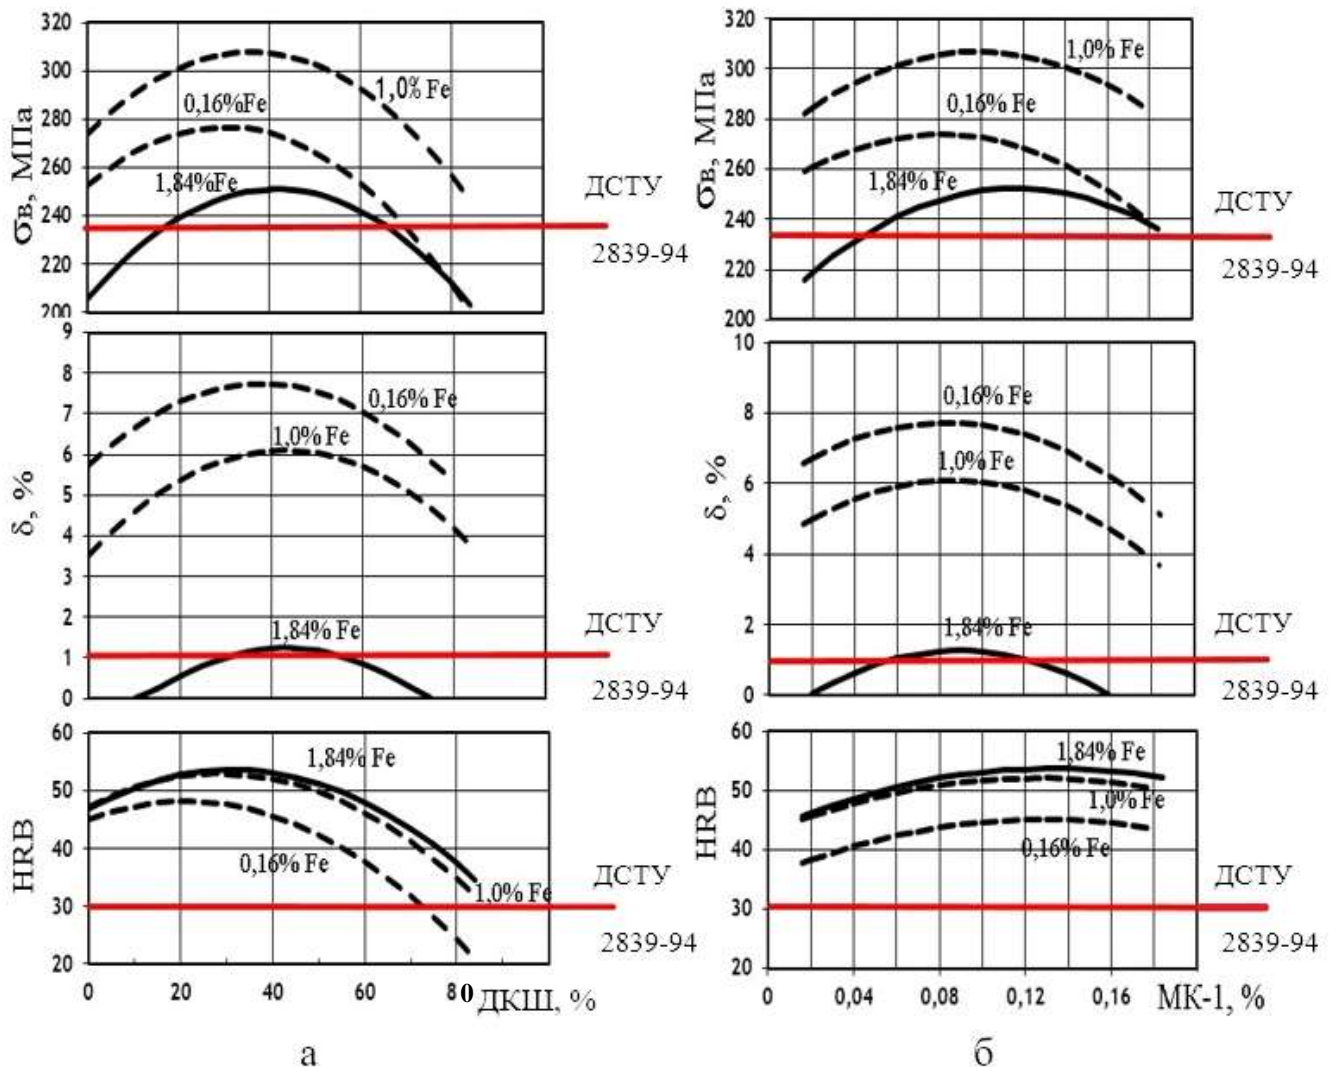 320
300
280
260
240
220
200
σв, МПа
1,0% Fe
0,16%Fe
1,84%Fe
ДСТУ
2839-94
9
8
7
6
5
4
3
2
1
0
δ, %
0,16% Fe
1,0% Fe
1,84% Fe
ДСТУ
2839-94
60
50
40
30
20
HRB
1,84% Fe
0,16% Fe
1,0% Fe
ДСТУ
2839-94
0 20 40 60 80 ДКШ, %
а
320
300
280
260
240
220
200
σв, МПа
1,0% Fe
0,16% Fe
1,84% Fe
ДСТУ
2839-94
10
8
6
4
2
0
δ, %
0,16% Fe
1,0% Fe
1,84% Fe
ДСТУ
2839-94
60
50
40
30
20
HRB
1,84% Fe
1,0% Fe
0,16% Fe
ДСТУ
2839-94
0 0,04 0,08 0,12 0,16 МК-1, %
б